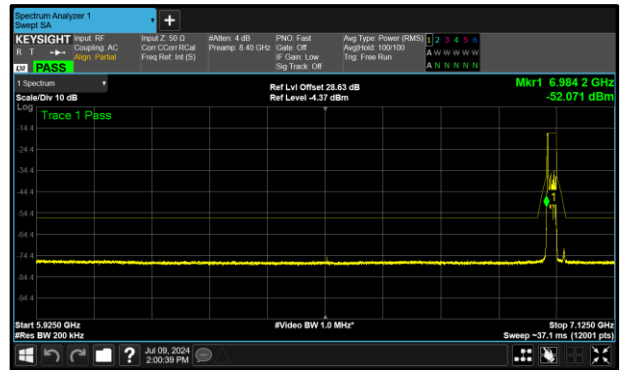 Spectrum Analyzer 1
Swept SA
+
KEYSIGHT
R T
LXI PASS
Input: RF
Coupling: AC
Align: Partial
Input Z: 50 Ω
Corr CCorr RCal
Freq Ref: Int (S)
#Atten: 4 dB
Preamp: 8.40 GHz
PNO: Fast
Gate: Off
IF Gain: Low
Sig Track: Off
Avg Type: Power (RMS)
Avg|Hold: 100/100
Trig: Free Run
1 2 3 4 5 6
A W W W W W
A N N N N N
1 Spectrum
Scale/Div 10 dB
Ref Lvl Offset 28.63 dB
Ref Level -4.37 dBm
Mkr1 6.984 2 GHz
-52.071 dBm
Log
Trace 1 Pass
-14.4
-24.4
-34.4
-44.4
-54.4
-64.4
-74.4
-84.4
-94.4
1
Start 5.9250 GHz
#Res BW 200 kHz
#Video BW 1.0 MHz*
Stop 7.1250 GHz
Sweep ~37.1 ms (12001 pts)
?
Jul 09, 2024
2:00:39 PM